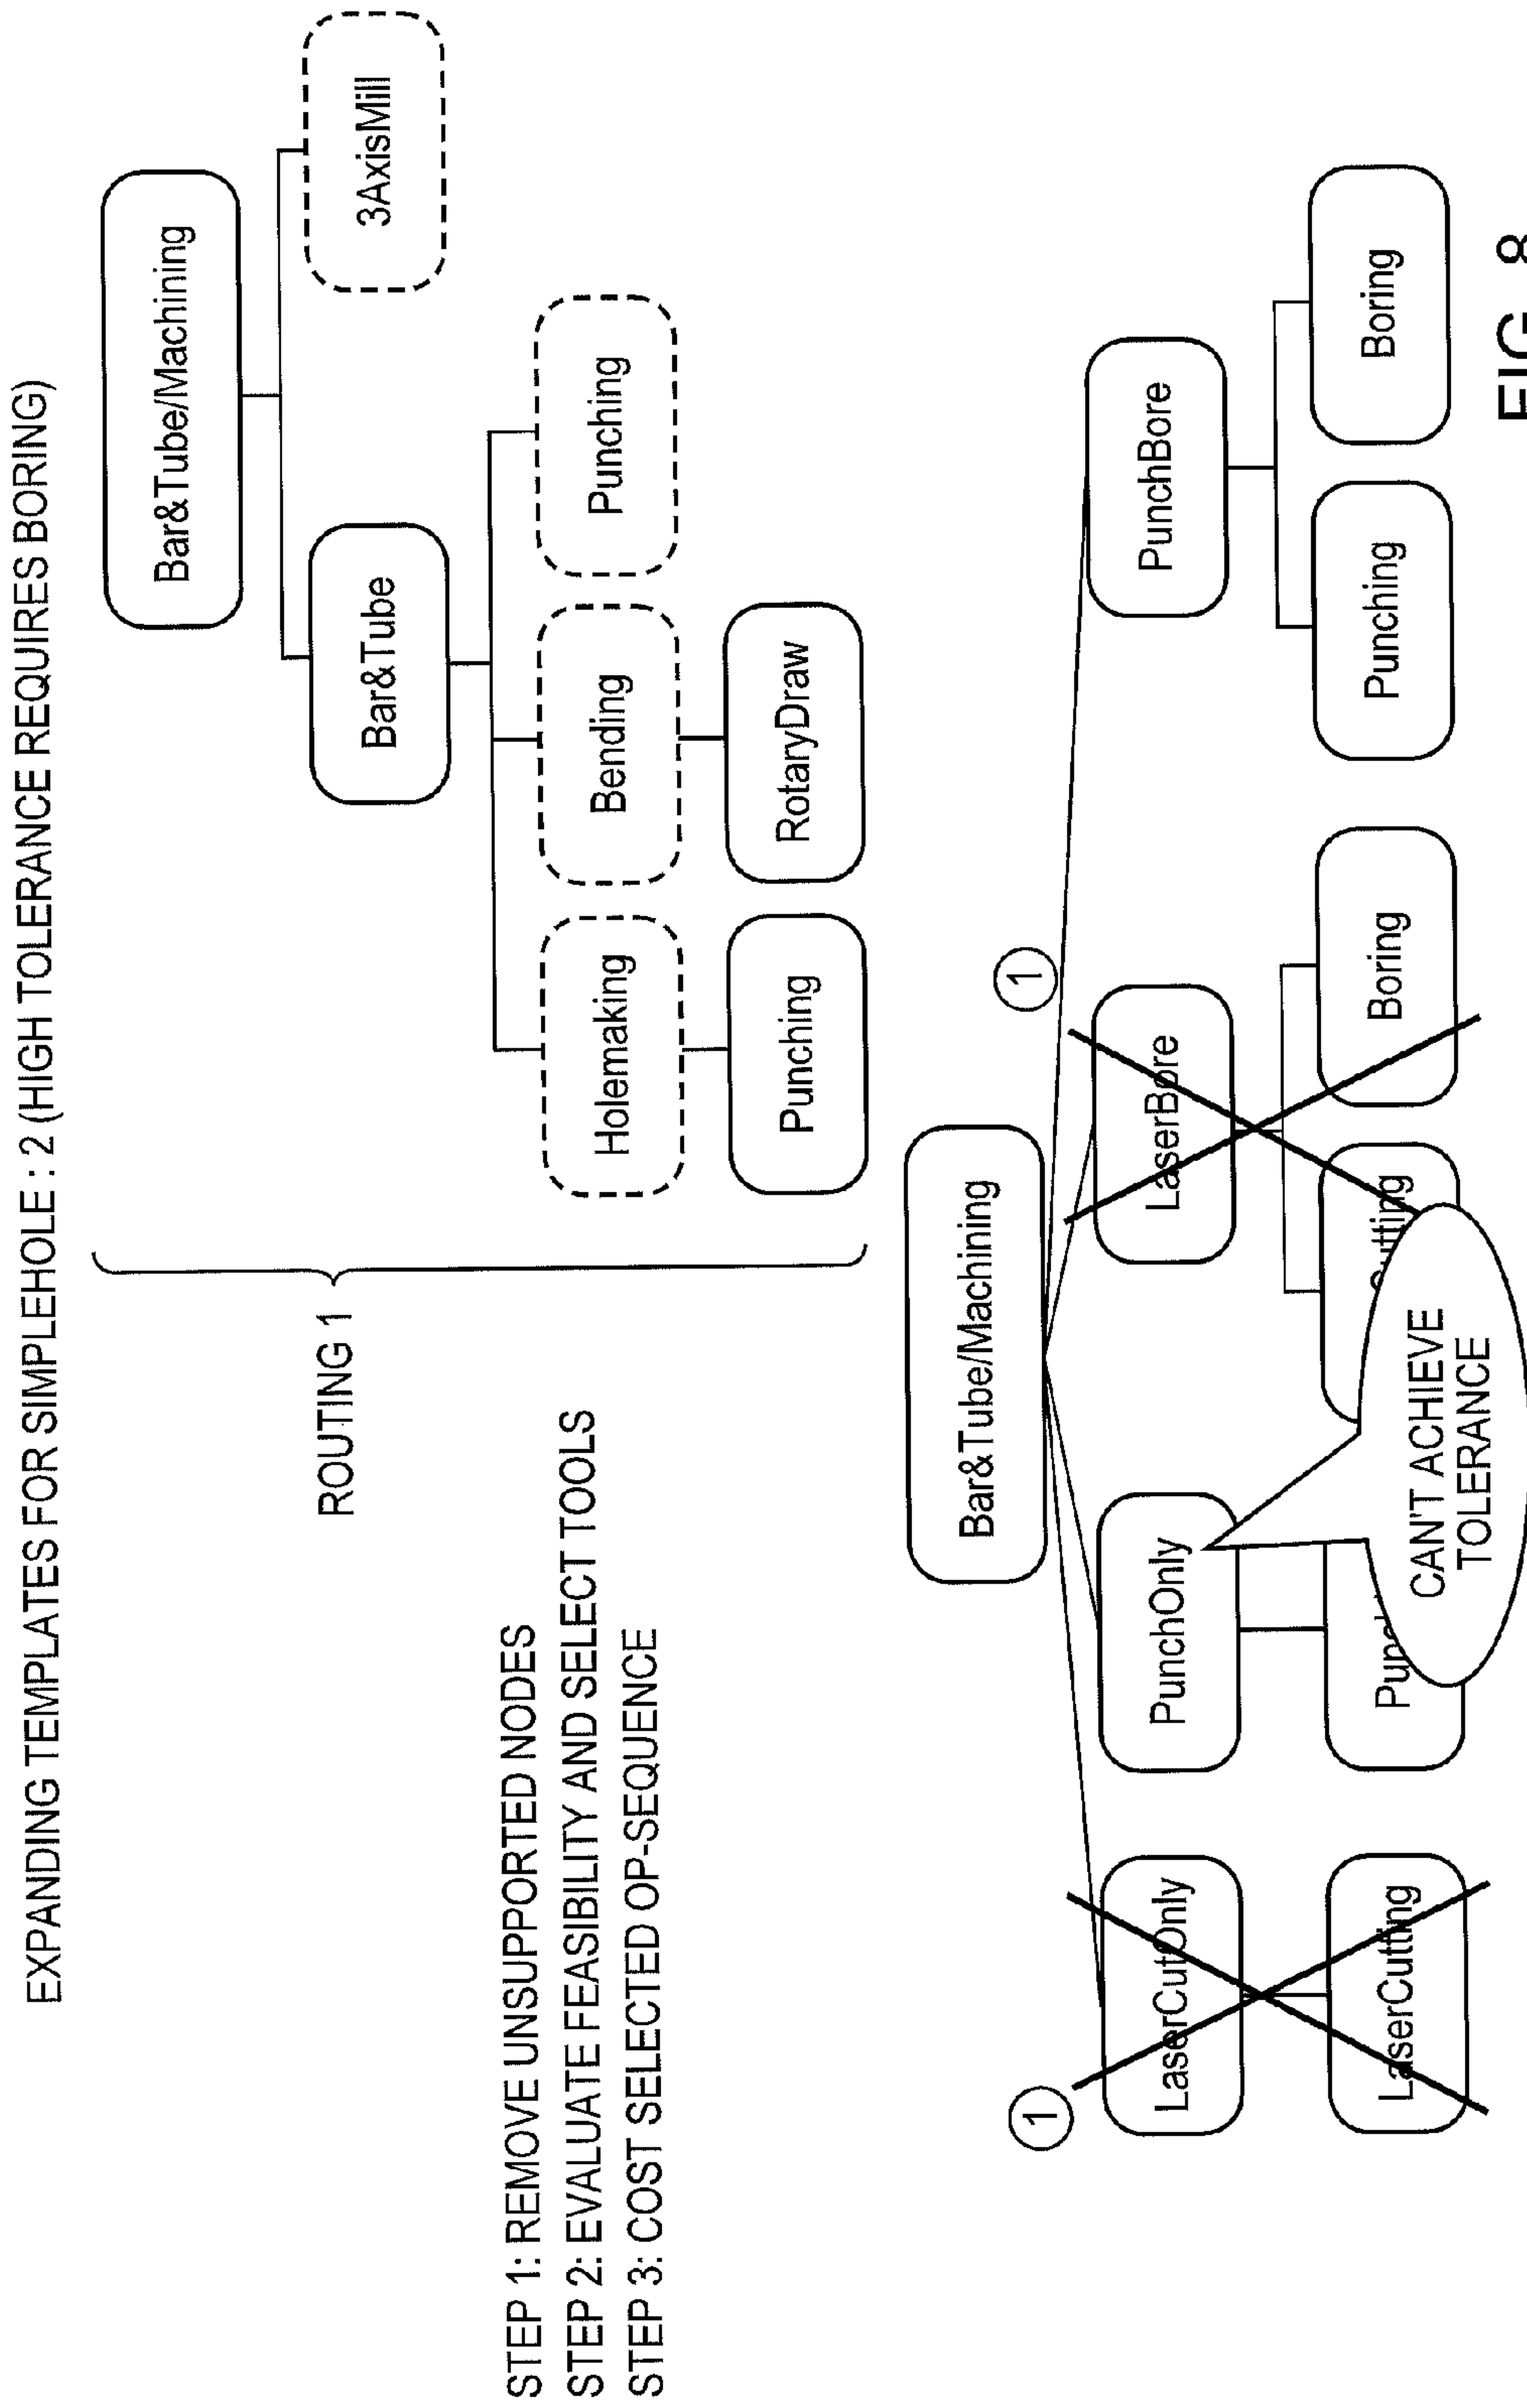 EXPANDING TEMPLATES FOR SIMPLEHOLE : 2 (HIGH TOLERANCE REQUIRES BORING)
Bar&Tube/Machining
Bar&Tube
3AxisMill
Holemaking
Bending
Punching
Punching
RotaryDraw
ROUTING 1
STEP 1: REMOVE UNSUPPORTED NODES
STEP 2: EVALUATE FEASIBILITY AND SELECT TOOLS
STEP 3: COST SELECTED OP-SEQUENCE
Bar&Tube/Machining
1
1
LaserCutOnly
PunchOnly
LaserBore
PunchBore
LaserCutting
Boring
Punching
Boring
CAN'T ACHIEVE
TOLERANCE
FIG. 8